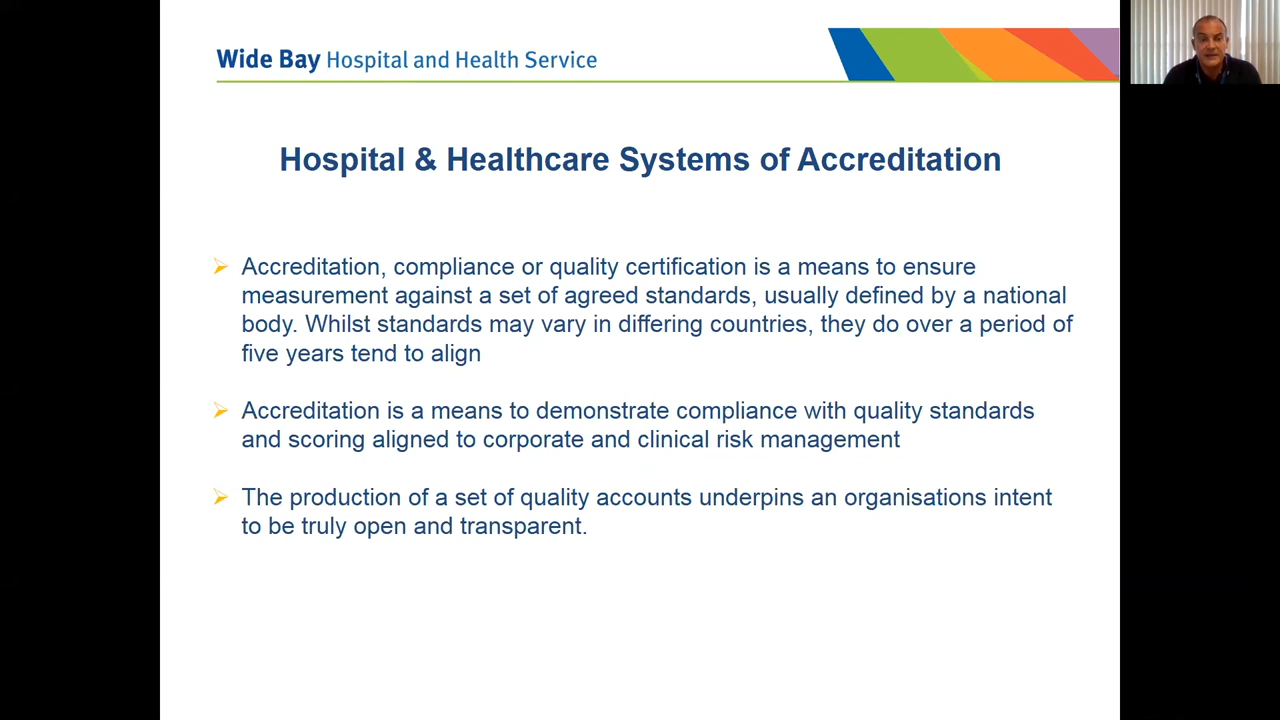 Wide Bay Hospital and Health Service
Hospital & Healthcare Systems of Accreditation
Accreditation, compliance or quality certification is a means to ensure
measurement against a set of agreed standards, usually defined by a national
body. Whilst standards may vary in differing countries, they do over a period of
five years tend to align
Accreditation is a means to demonstrate compliance with quality standards
and scoring aligned to corporate and clinical risk management
The production of a set of quality accounts underpins an organisations intent
to be truly open and transparent.